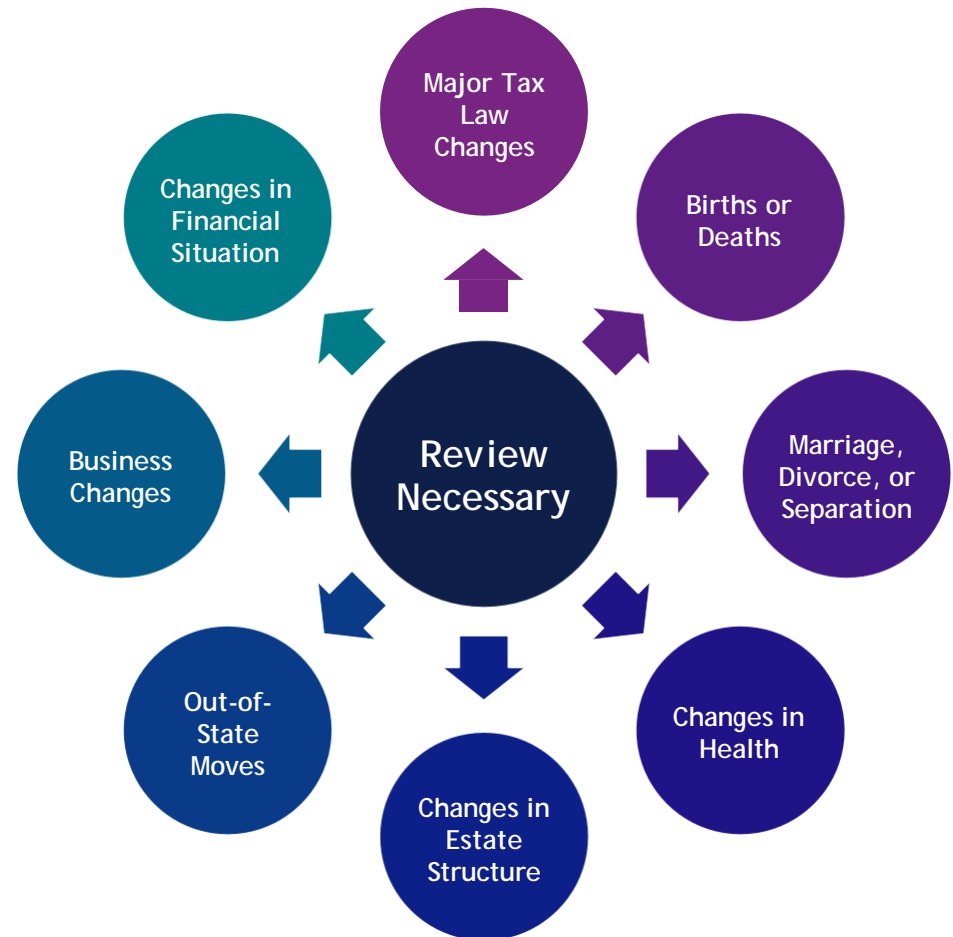 Major Tax
Law
Changes
Births or
Deaths
Marriage,
Divorce, or
Separation
Changes in
Health
Changes in
Estate
Structure
Out-of-
State
Moves
Business
Changes
Changes in
Financial
Situation
Review
Necessary